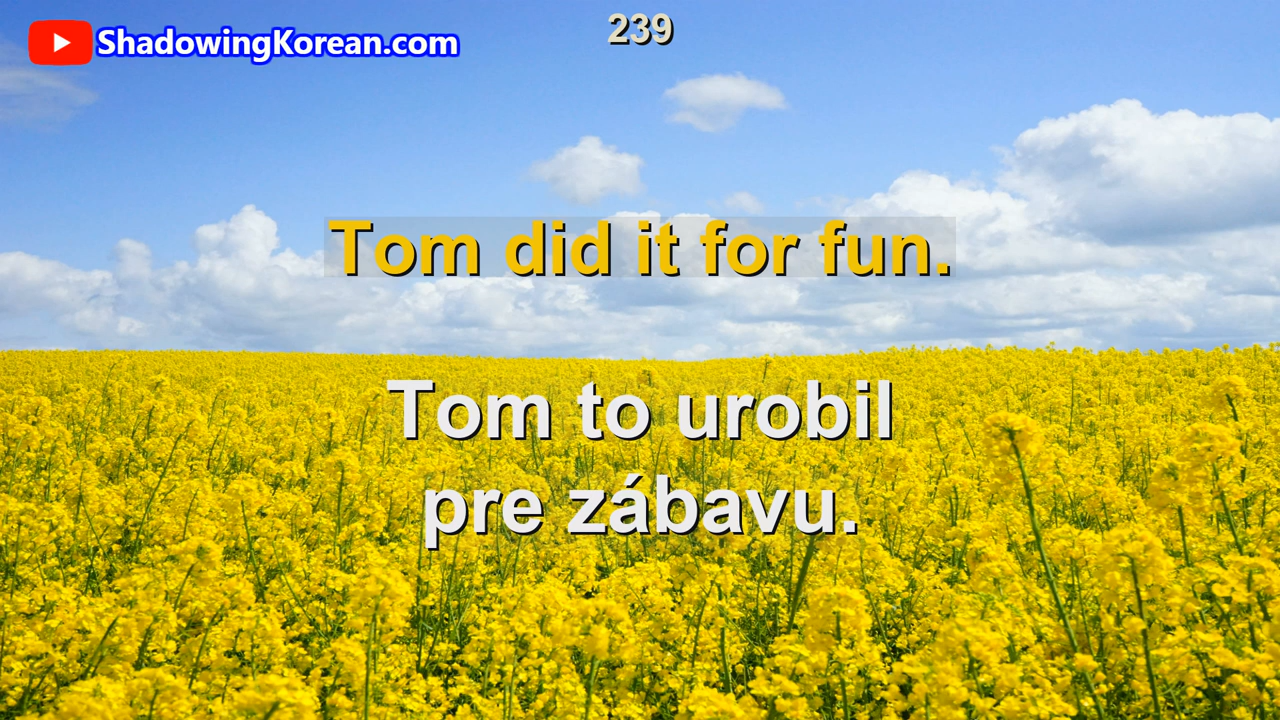 ShadowingKorean.com
239
Tom did it for fun.
Tom to urobil
pre zábavu.